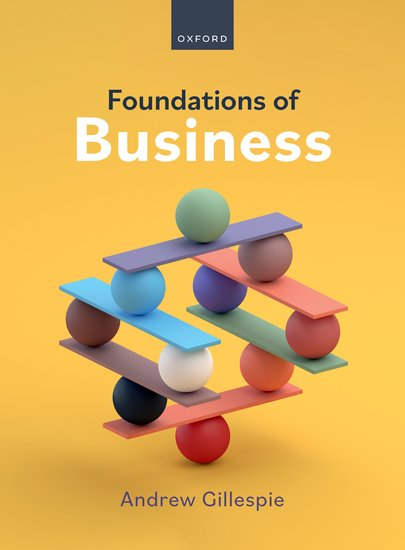 OXFORD
Foundations of
Business
Andrew Gillespie